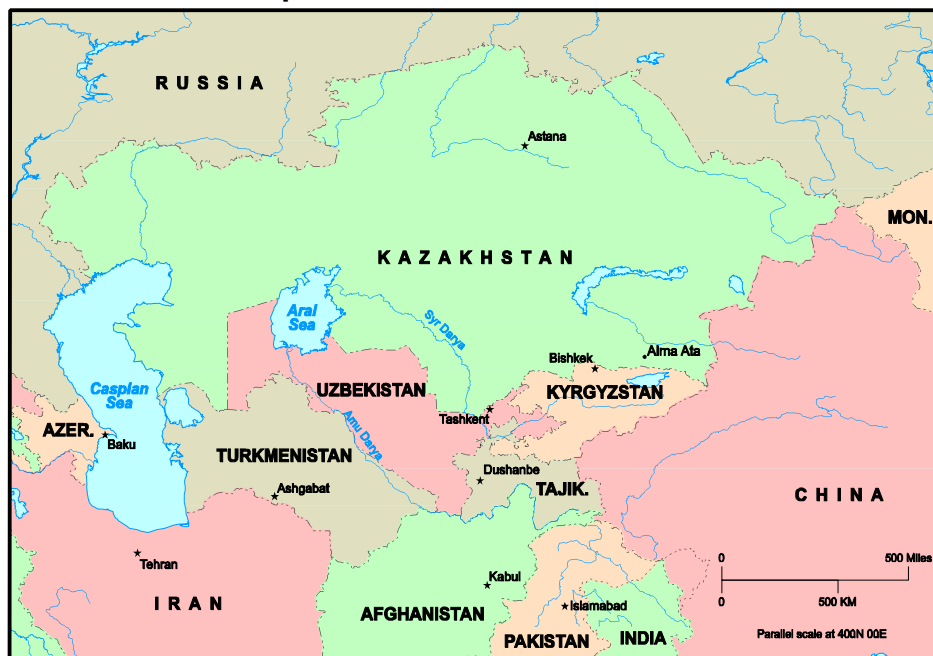 RUSSIA
Astana
MON.
KAZAKHSTAN
Aral
Sea
Syr Darya
Bishkek
Alma Ata
Caspian
Sea
UZBEKISTAN
KYRGYZSTAN
Tashkent
AZER.
Baku
Amu Darya
TURKMENISTAN
Dushanbe
Ashgabat
TAJIK.
CHINA
Tehran
0
500 Miles
Kabul
IRAN
0
500 KM
Islamabad
AFGHANISTAN
PAKISTAN
INDIA
Parallel scale at 400N 00E